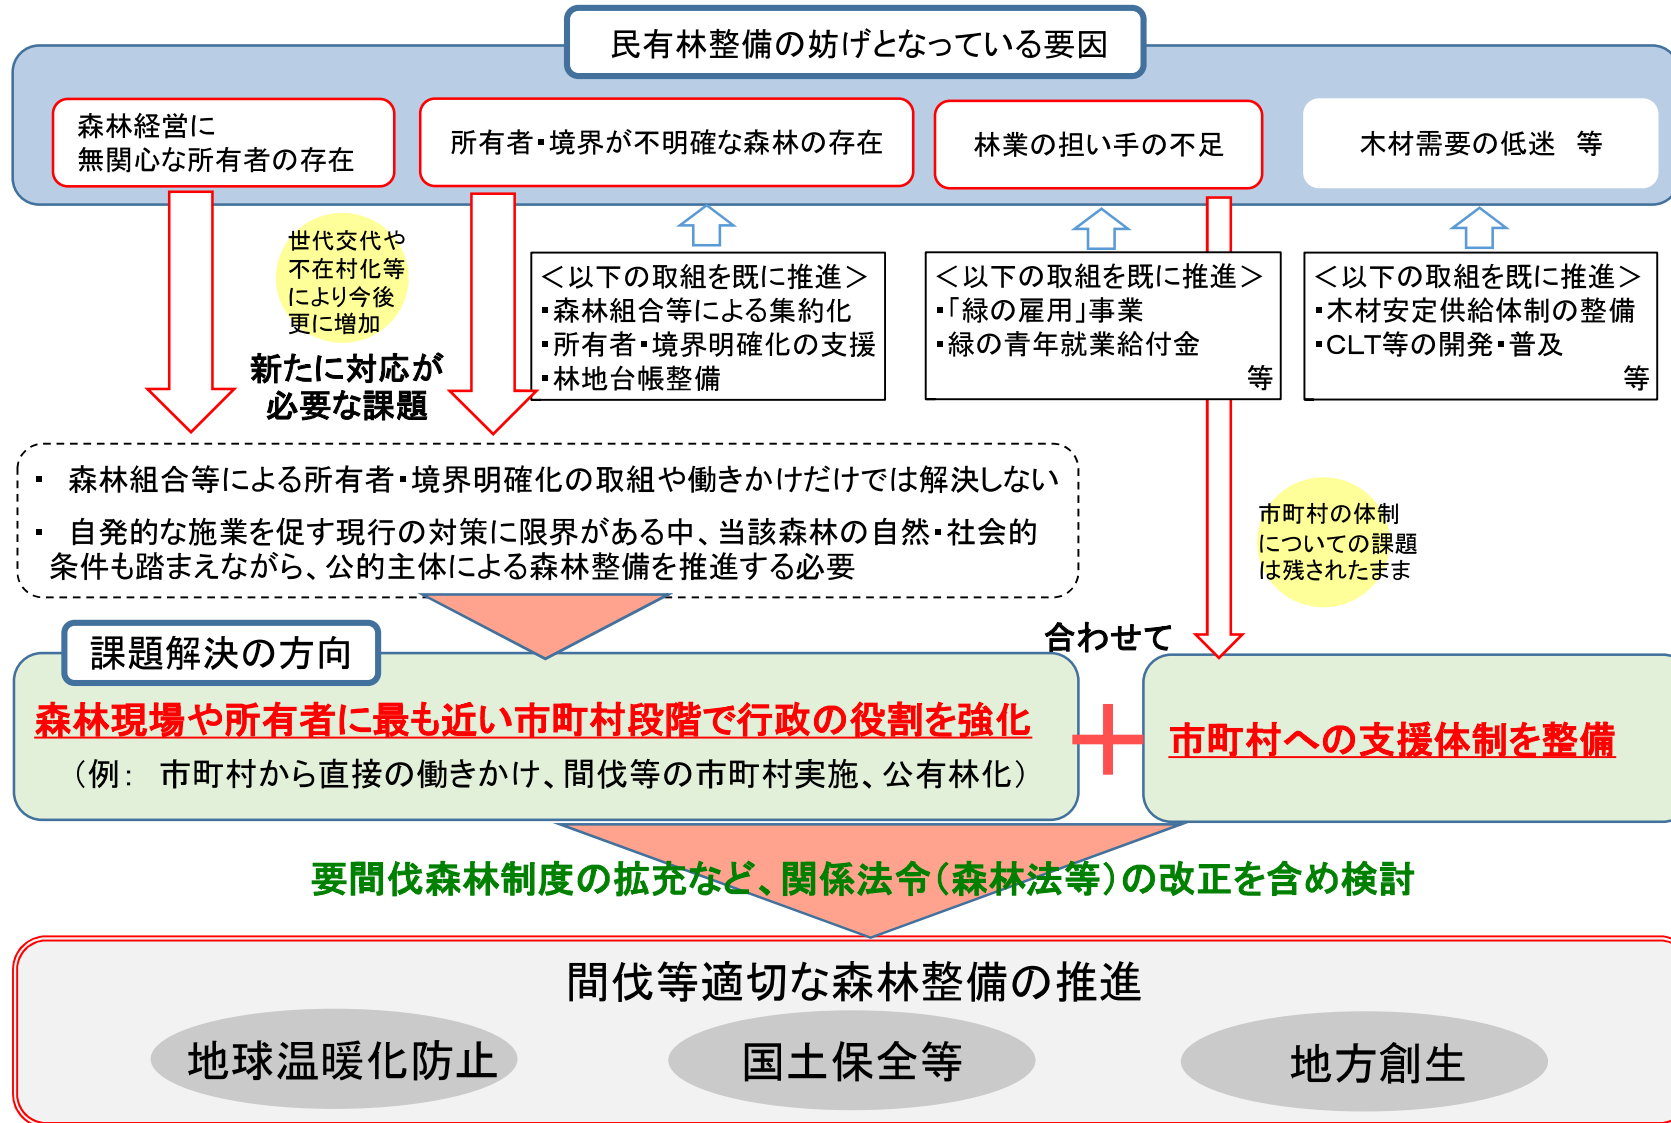 民有林整備の妨げとなっている要因
森林経営に
無関心な所有者の存在
所有者・境界が不明確な森林の存在
林業の担い手の不足
木材需要の低迷　等
世代交代や
不在村化等
により今後
更に増加
新たに対応が
必要な課題
＜以下の取組を既に推進＞
・森林組合等による集約化
・所有者・境界明確化の支援
・林地台帳整備
＜以下の取組を既に推進＞
・「緑の雇用」事業
・緑の青年就業給付金
等
＜以下の取組を既に推進＞
・木材安定供給体制の整備
・CLT等の開発・普及
等
・　森林組合等による所有者・境界明確化の取組や働きかけだけでは解決しない
・　自発的な施業を促す現行の対策に限界がある中、当該森林の自然・社会的
条件も踏まえながら、公的主体による森林整備を推進する必要
市町村の体制
についての課題
は残されたまま
課題解決の方向
合わせて
森林現場や所有者に最も近い市町村段階で行政の役割を強化
（例：　市町村から直接の働きかけ、間伐等の市町村実施、公有林化）
＋
市町村への支援体制を整備
要間伐森林制度の拡充など、関係法令（森林法等）の改正を含め検討
間伐等適切な森林整備の推進
地球温暖化防止
国土保全等
地方創生